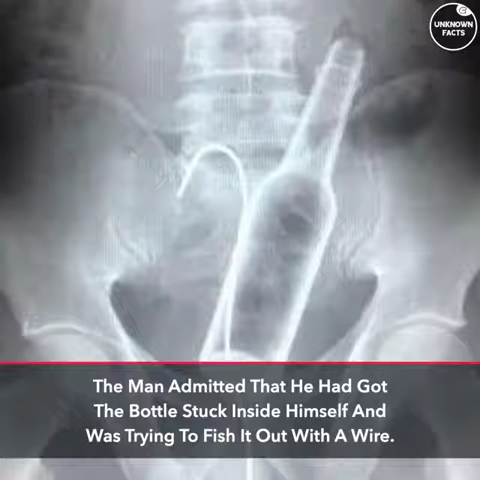 UNKNOWN
FACTS
The Man Admitted That He Had Got
The Bottle Stuck Inside Himself And
Was Trying To Fish It Out With A Wire.